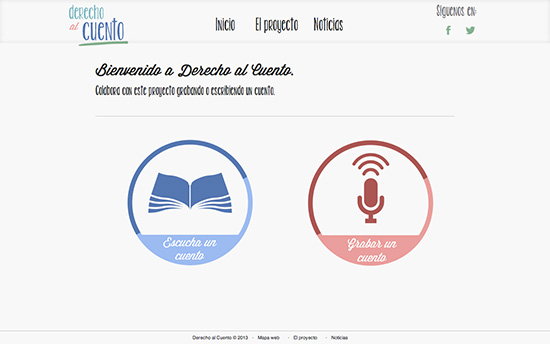 derecho
al cuento
Inicio El proyecto Noticias
Síguenos en:
Bienvenido a Derecho al Cuento.
Colabora con este proyecto grabando o escribiendo un cuento.
Escucha un
cuento
Grabar un
cuento
Derecho al Cuento © 2013 - Mapa web - El proyecto - Noticias